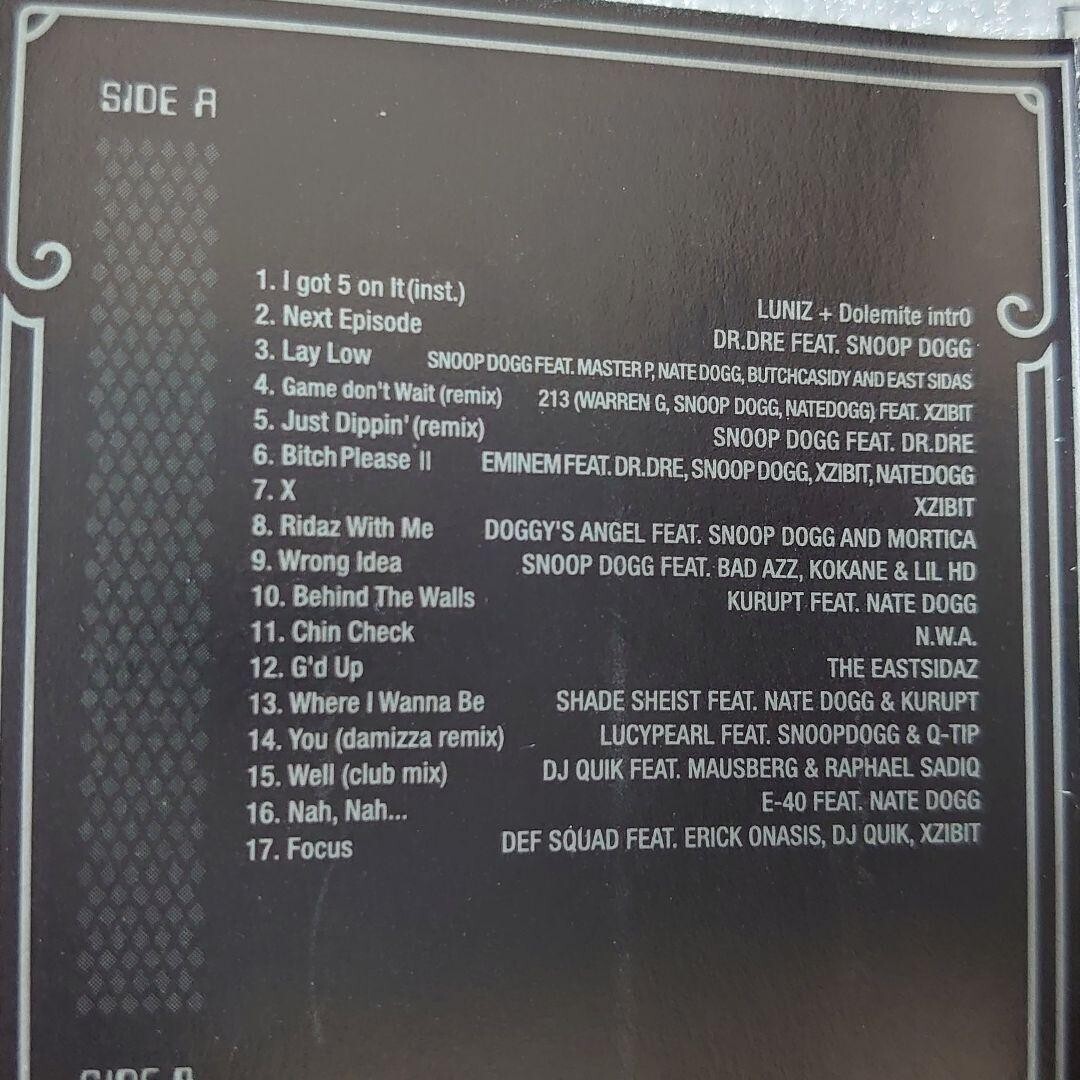 SIDE A
1. I got 5 on It (inst.) LUNIZ + Dolemite intr0
2. Next Episode DR.DRE FEAT. SNOOP DOGG
3. Lay Low SNOOP DOGG FEAT. MASTER P, NATE DOGG, BUTCHCASIDY AND EAST SIDAS
4. Game don't Wait (remix) 213 (WARREN G, SNOOP DOGG, NATEDOGG) FEAT. XZIBIT
5. Just Dippin' (remix) SNOOP DOGG FEAT. DR.DRE
6. Bitch Please II EMINEM FEAT. DR.DRE, SNOOP DOGG, XZIBIT, NATEDOGG
7. X XZIBIT
8. Ridaz With Me DOGGY'S ANGEL FEAT. SNOOP DOGG AND MORTICA
9. Wrong Idea SNOOP DOGG FEAT. BAD AZZ, KOKANE & LIL HD
10. Behind The Walls KURUPT FEAT. NATE DOGG
11. Chin Check N.W.A.
12. G'd Up THE EASTSIDAZ
13. Where I Wanna Be SHADE SHEIST FEAT. NATE DOGG & KURUPT
14. You (damizza remix) LUCYPEARL FEAT. SNOOPDOGG & Q-TIP
15. Well (club mix) DJ QUIK FEAT. MAUSBERG & RAPHAEL SADIQ
16. Nah, Nah... E-40 FEAT. NATE DOGG
17. Focus DEF SQUAD FEAT. ERICK ONASIS, DJ QUIK, XZIBIT
SIDE